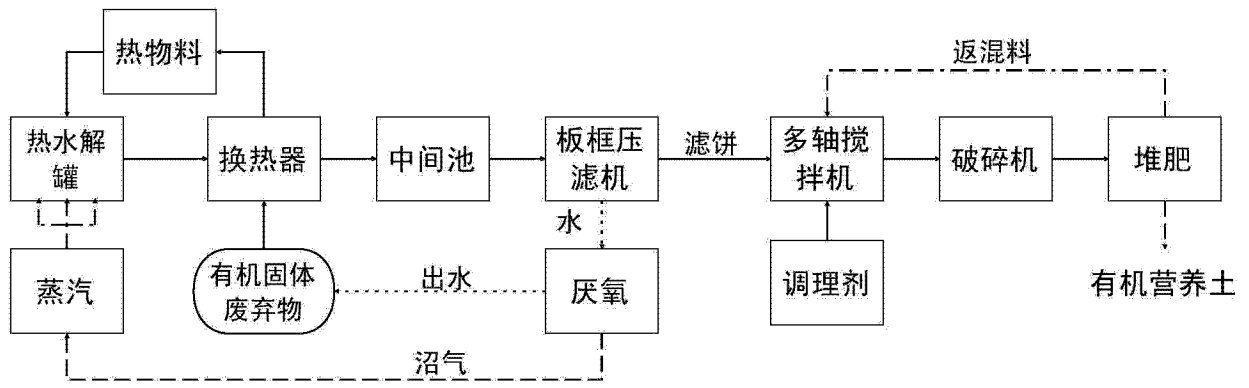 热物料
返混料
热水解
罐
换热器
中间池
板框压
滤机
滤饼
多轴搅
拌机
破碎机
堆肥
水
蒸汽
有机固体
废弃物
出水
厌氧
调理剂
有机营养土
沼气